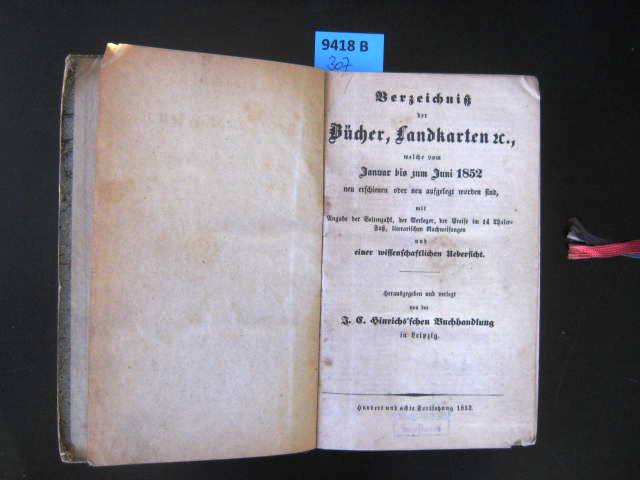 9418 B
307
Verzeichniß
der
Bücher, Landkarten ꝛc.,
welche vom
Januar bis zum Juni 1852
neu erschienen oder neu aufgelegt worden sind,
mit
Angabe der Seitenzahl, der Verleger, der Preise im 14 Thaler-
Fuß, literarischen Nachweisungen
und
einer wissenschaftlichen Uebersicht.
Herausgegeben und verlegt
von der
J. C. Hinrichs'schen Buchhandlung
in Leipzig.
Hundert und achte Fortsetzung 1852.